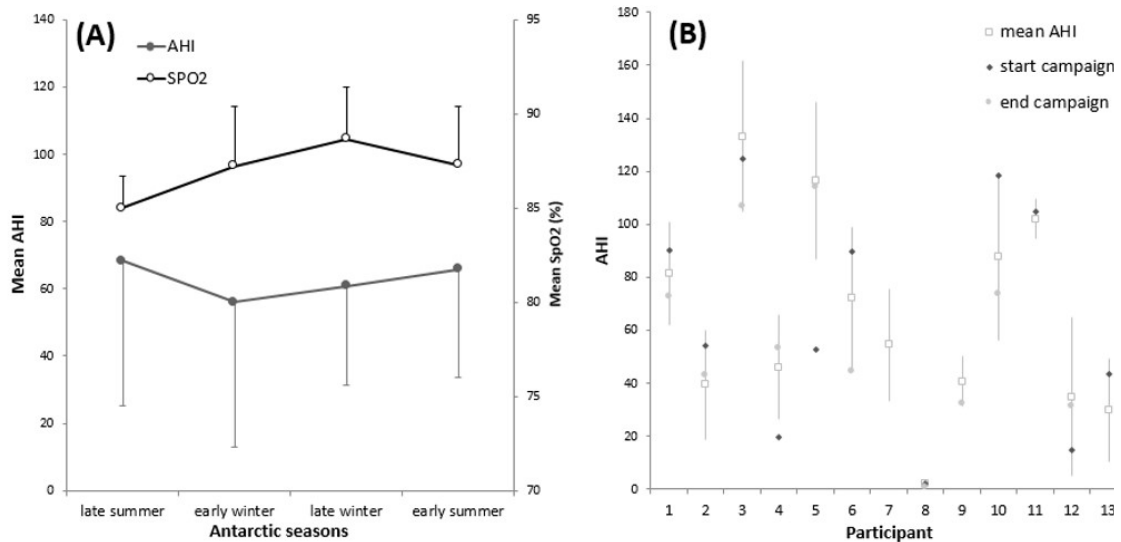 (A)
AHI
SPO2
140
120
100
80
60
40
20
0
Mean AHI
95
90
85
80
75
70
Mean SpO2 (%)
late summer early winter late winter early summer
Antarctic seasons
(B)
mean AHI
start campaign
end campaign
180
160
140
120
100
80
60
40
20
0
AHI
1 2 3 4 5 6 7 8 9 10 11 12 13
Participant